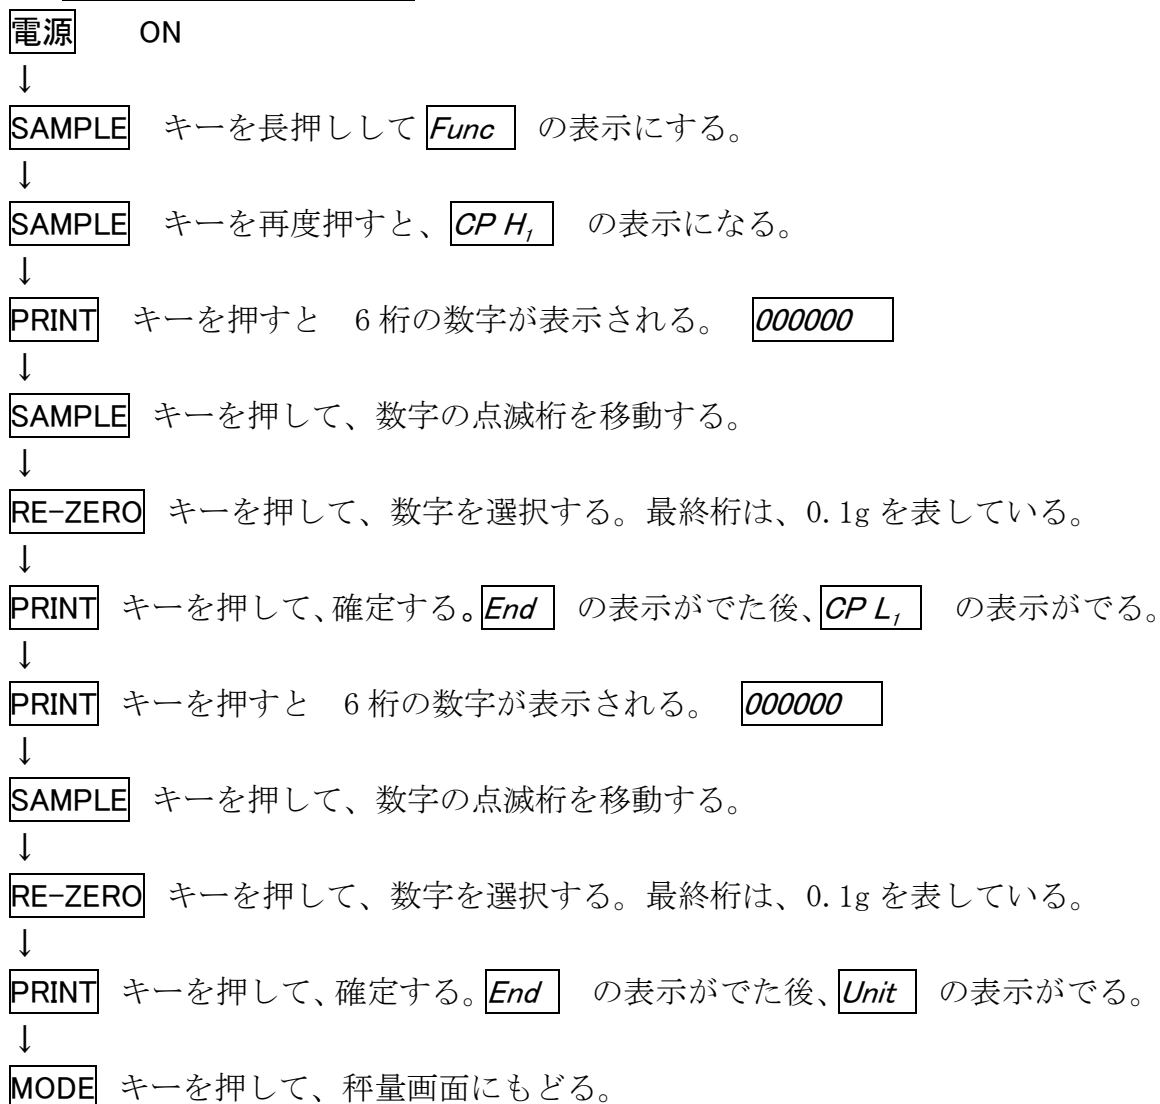 電源　ON
↓
SAMPLE　キーを長押しして Func　の表示にする。
↓
SAMPLE　キーを再度押すと、CP H₁　の表示になる。
↓
PRINT　キーを押すと　6桁の数字が表示される。　000000
↓
SAMPLE　キーを押して、数字の点滅桁を移動する。
↓
RE-ZERO　キーを押して、数字を選択する。最終桁は、0.1gを表している。
↓
PRINT　キーを押して、確定する。End　の表示がでた後、CP L₁　の表示がでる。
↓
PRINT　キーを押すと　6桁の数字が表示される。　000000
↓
SAMPLE　キーを押して、数字の点滅桁を移動する。
↓
RE-ZERO　キーを押して、数字を選択する。最終桁は、0.1gを表している。
↓
PRINT　キーを押して、確定する。End　の表示がでた後、Unit　の表示がでる。
↓
MODE　キーを押して、秤量画面にもどる。